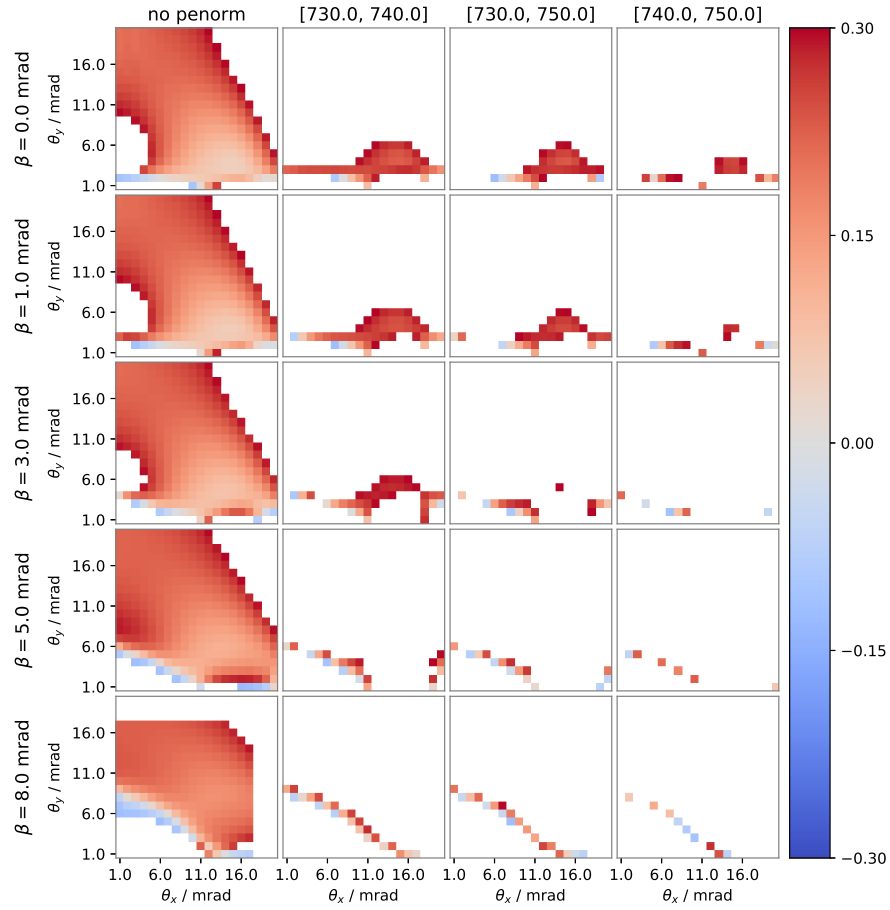 no penorm [730.0, 740.0] [730.0, 750.0] [740.0, 750.0]
β = 0.0 mrad
θy / mrad
16.0
11.0
6.0
1.0
β = 1.0 mrad
θy / mrad
16.0
11.0
6.0
1.0
β = 3.0 mrad
θy / mrad
16.0
11.0
6.0
1.0
β = 5.0 mrad
θy / mrad
16.0
11.0
6.0
1.0
β = 8.0 mrad
θy / mrad
16.0
11.0
6.0
1.0
1.0 6.0 11.0 16.0 1.0 6.0 11.0 16.0 1.0 6.0 11.0 16.0 1.0 6.0 11.0 16.0
θx / mrad θx / mrad θx / mrad θx / mrad
0.30
0.15
0.00
−0.15
−0.30